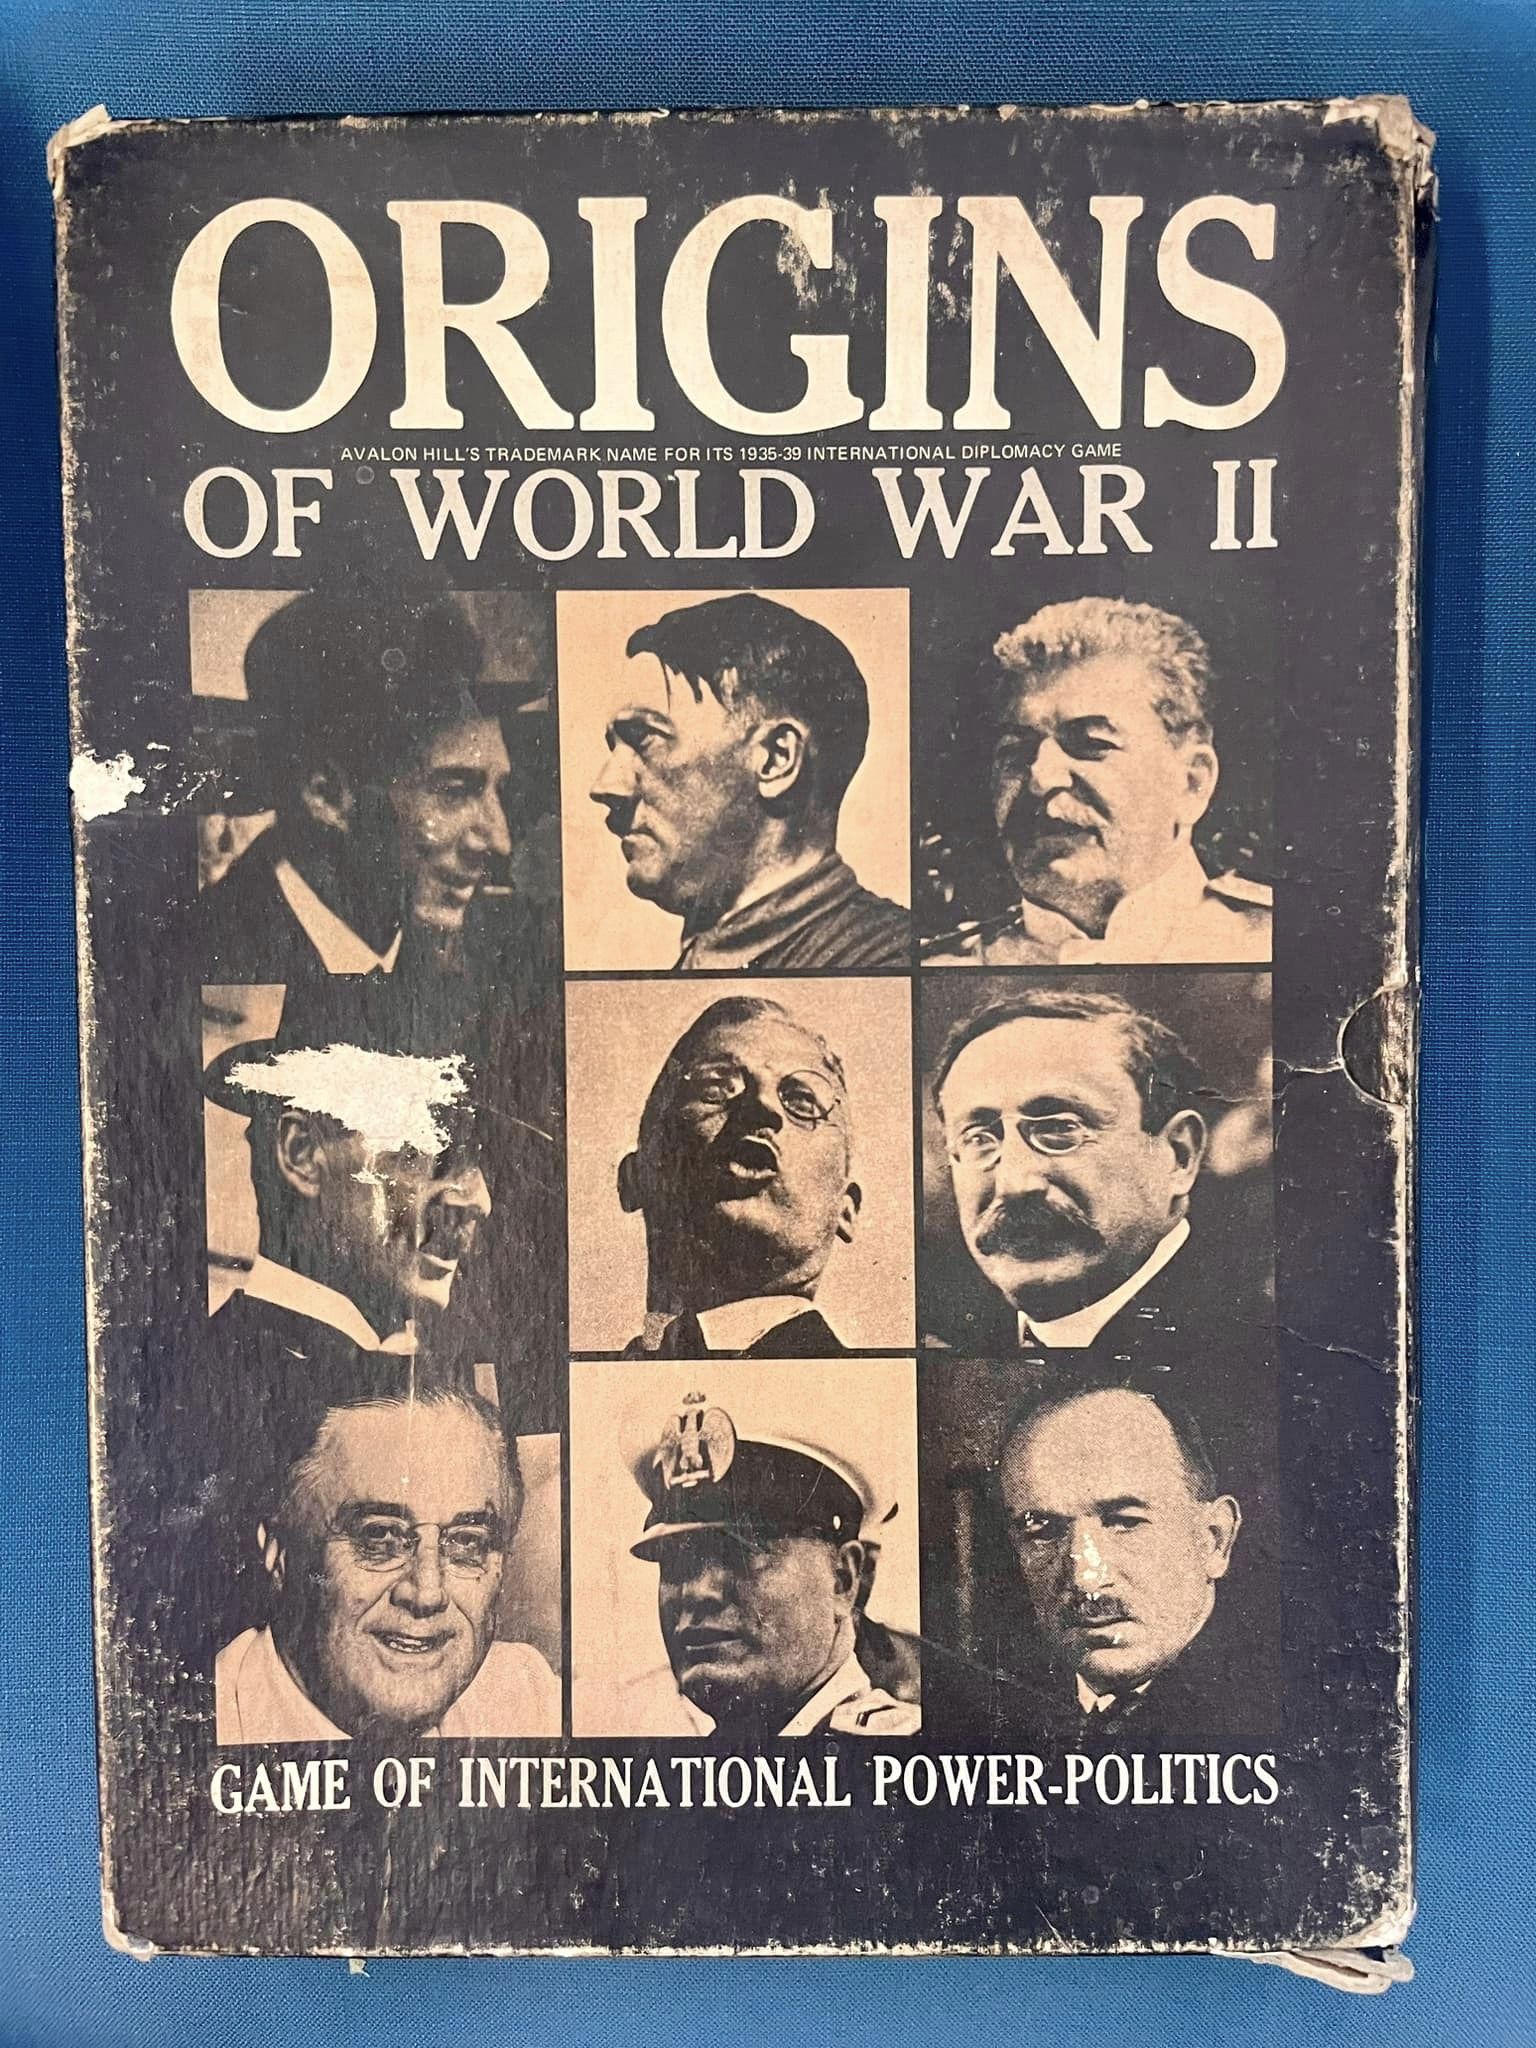 ORIGINS
AVALON HILL'S TRADEMARK NAME FOR ITS 1935-39 INTERNATIONAL DIPLOMACY GAME
OF WORLD WAR II
GAME OF INTERNATIONAL POWER-POLITICS